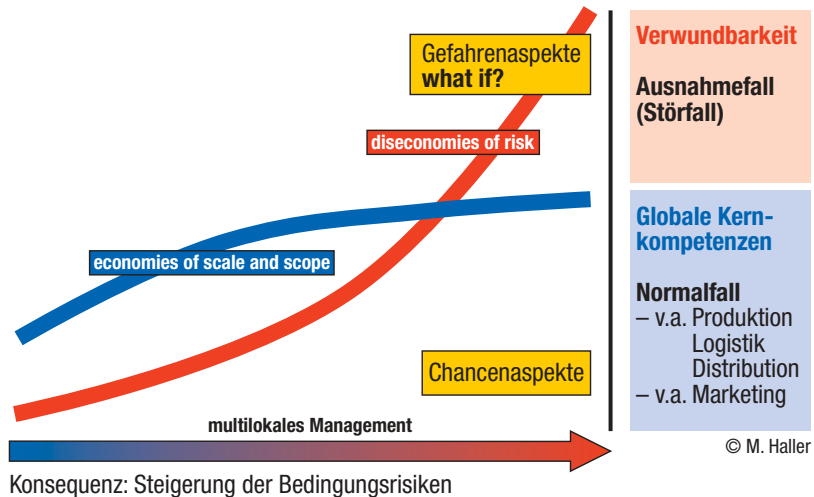 Gefahrenaspekte
what if?
diseconomies of risk
economies of scale and scope
Chancenaspekte
multilokales Management
Konsequenz: Steigerung der Bedingungsrisiken
Verwundbarkeit
Ausnahmefall
(Störfall)
Globale Kern-
kompetenzen
Normalfall
– v.a. Produktion
Logistik
Distribution
– v.a. Marketing
© M. Haller